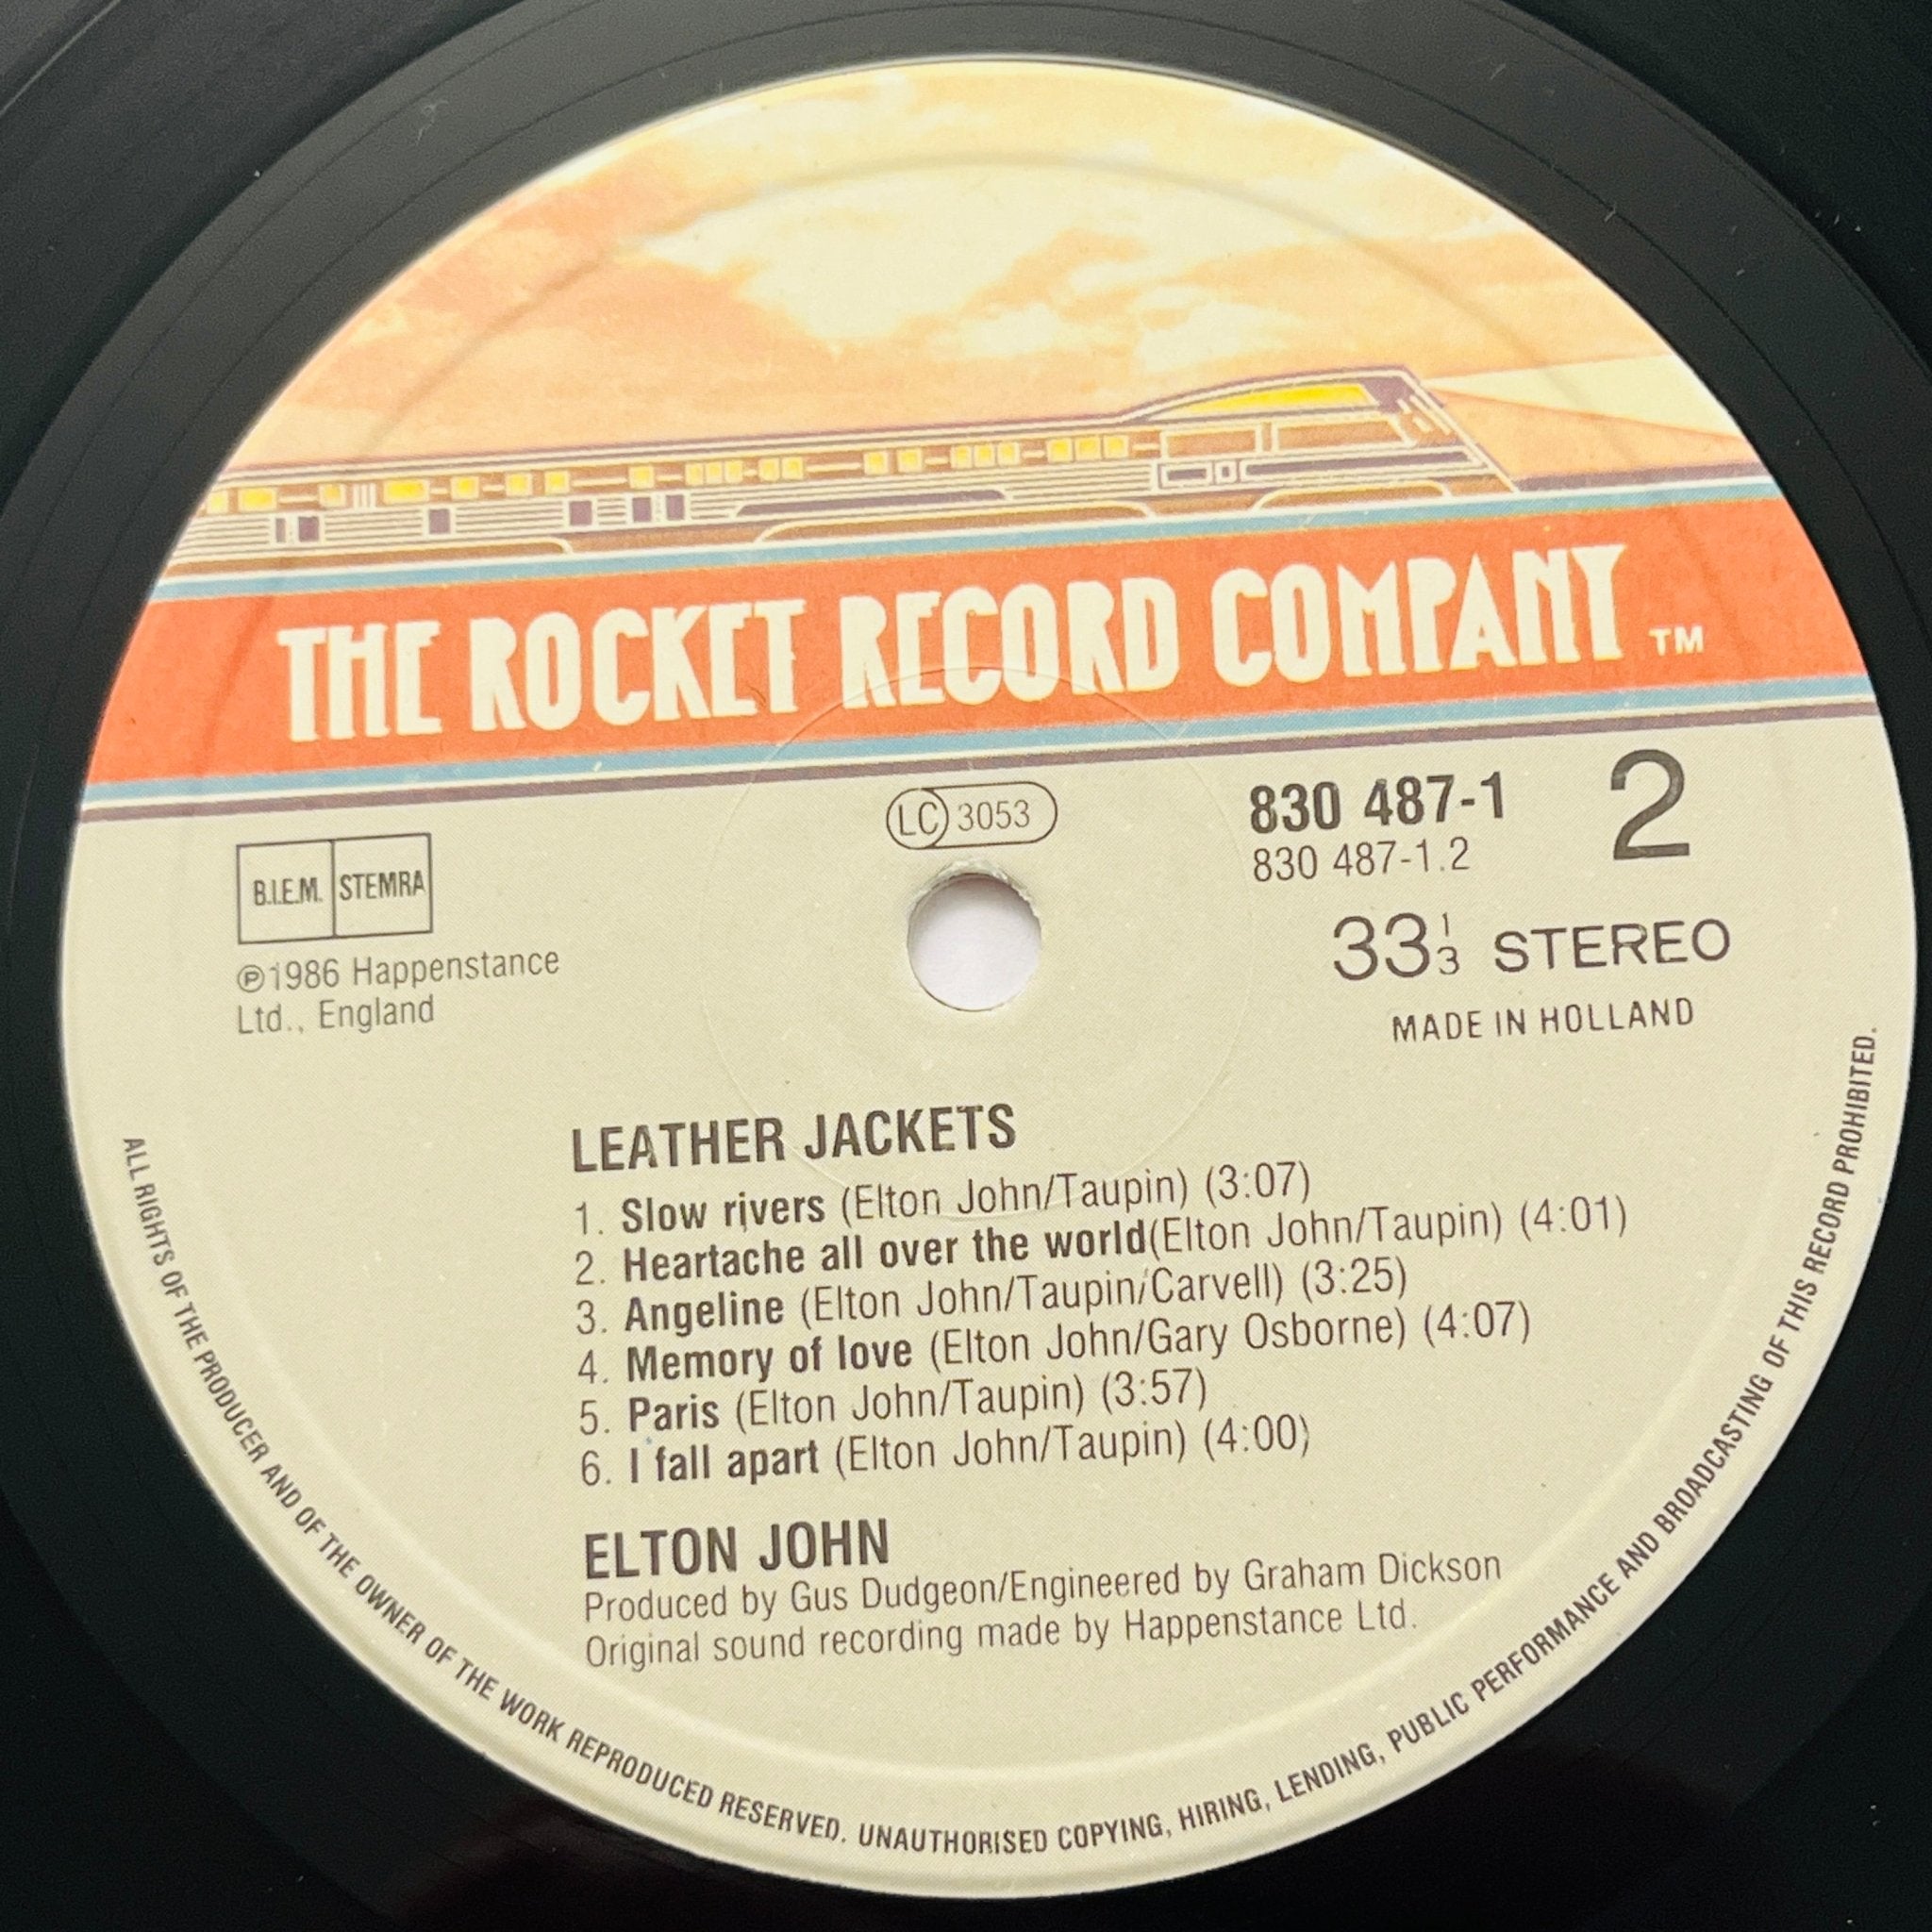 THE ROCKET RECORD COMPANY TM
LC 3053
830 487-1
830 487-1.2
2
B.I.E.M. STEMRA
33 1/3 STEREO
℗1986 Happenstance
Ltd., England
MADE IN HOLLAND
LEATHER JACKETS
1. Slow rivers (Elton John/Taupin) (3:07)
2. Heartache all over the world(Elton John/Taupin) (4:01)
3. Angeline (Elton John/Taupin/Carvell) (3:25)
4. Memory of love (Elton John/Gary Osborne) (4:07)
5. Paris (Elton John/Taupin) (3:57)
6. I fall apart (Elton John/Taupin) (4:00)
ELTON JOHN
Produced by Gus Dudgeon/Engineered by Graham Dickson
Original sound recording made by Happenstance Ltd.
ALL RIGHTS OF THE PRODUCER AND OF THE OWNER OF THE WORK REPRODUCED RESERVED. UNAUTHORISED COPYING, HIRING, LENDING, PUBLIC PERFORMANCE AND BROADCASTING OF THIS RECORD PROHIBITED.